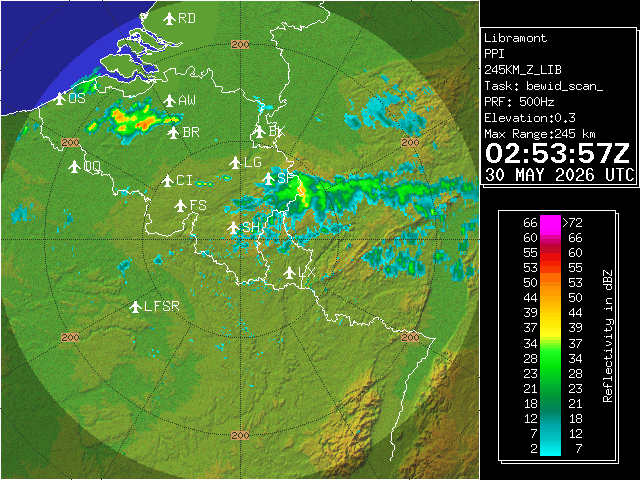 RD
200
OS
AW
BR
BK
200
LG
QQ
SP
CI
FS
SH
LX
LFSR
200
200
200
Libramont
PPI
245KM_Z_LIB
Task: bewid_scan_
PRF: 500Hz
Elevation:0.3
Max Range:245 km
02:53:57Z
30 MAY 2026 UTC
66 >72
60 66
55 60
53 55
50 53
44 50
39 44
37 39
34 37
28 34
23 28
21 23
18 21
12 18
7 12
2 7
Reflectivity in dBZ